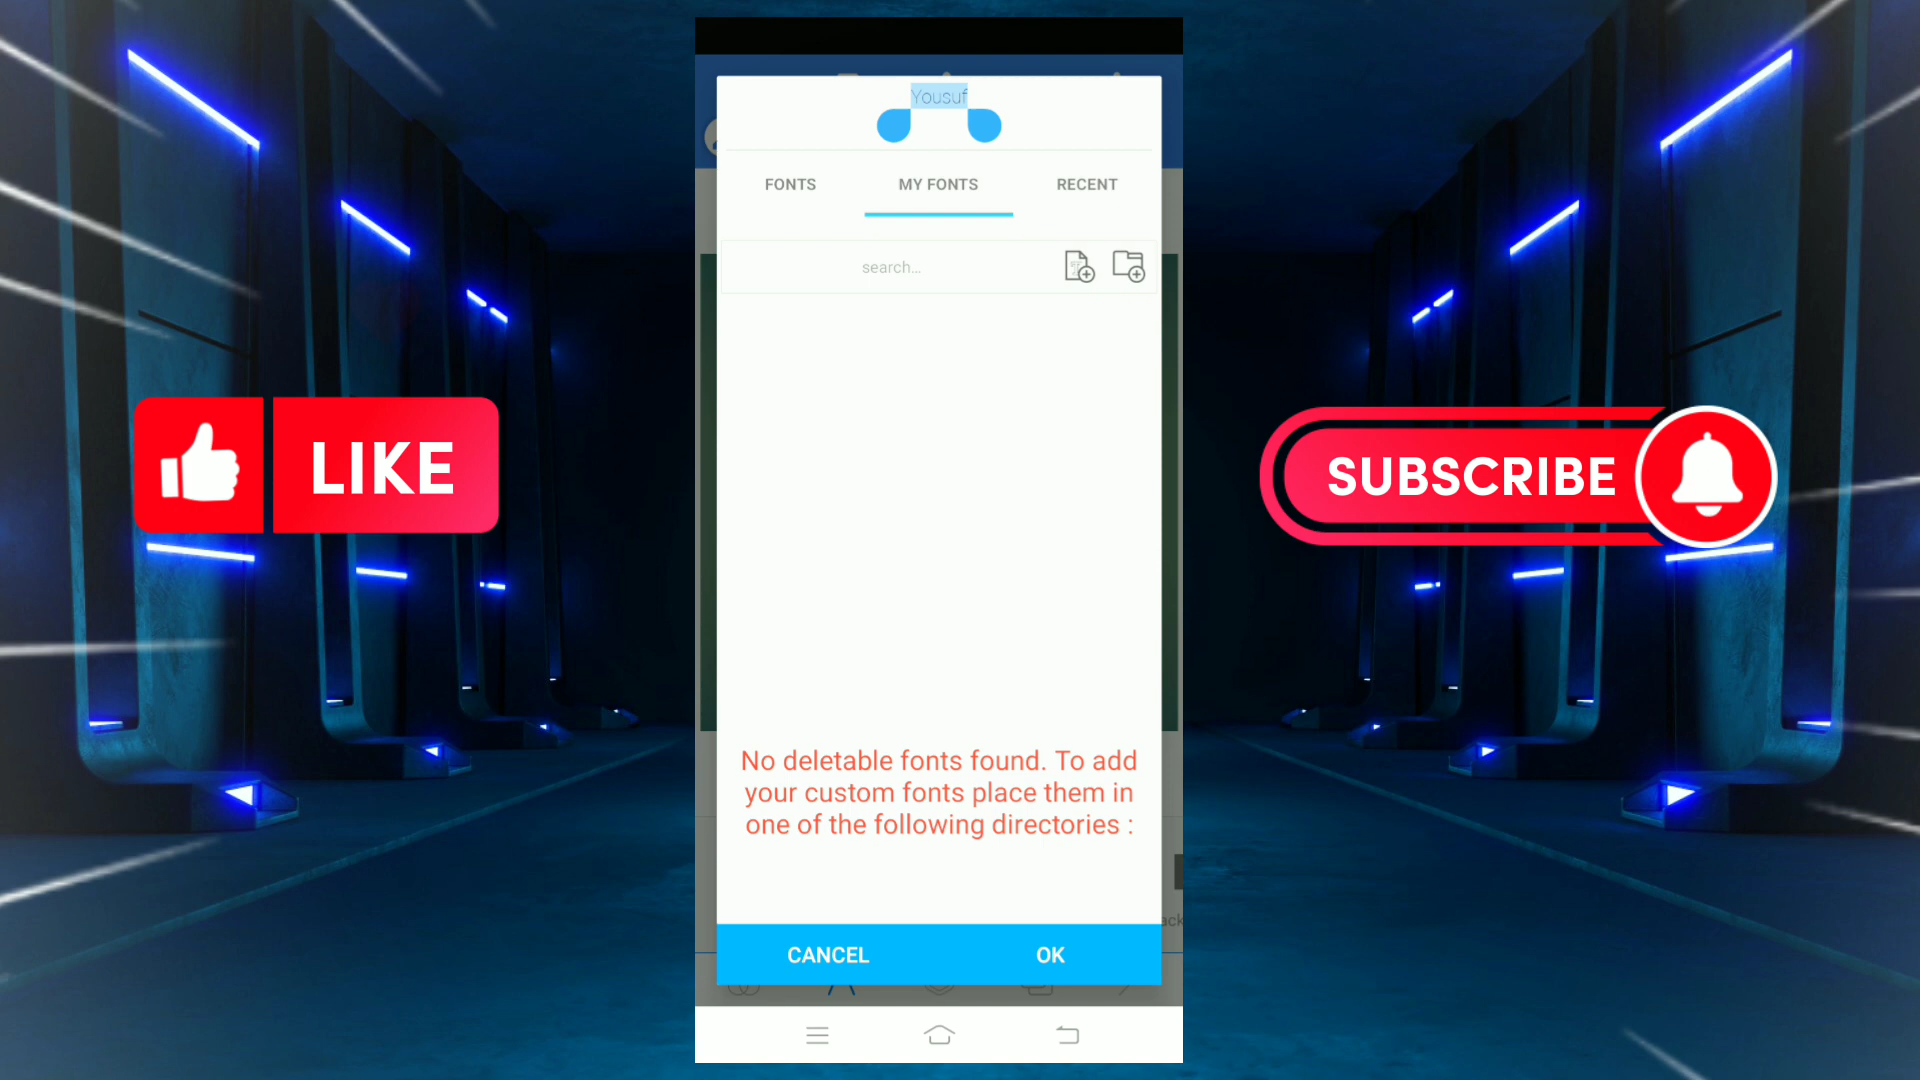 Yousuf
FONTS
MY FONTS
RECENT
search...
LIKE
SUBSCRIBE
No deletable fonts found. To add
your custom fonts place them in
one of the following directories :
ack
CANCEL
OK